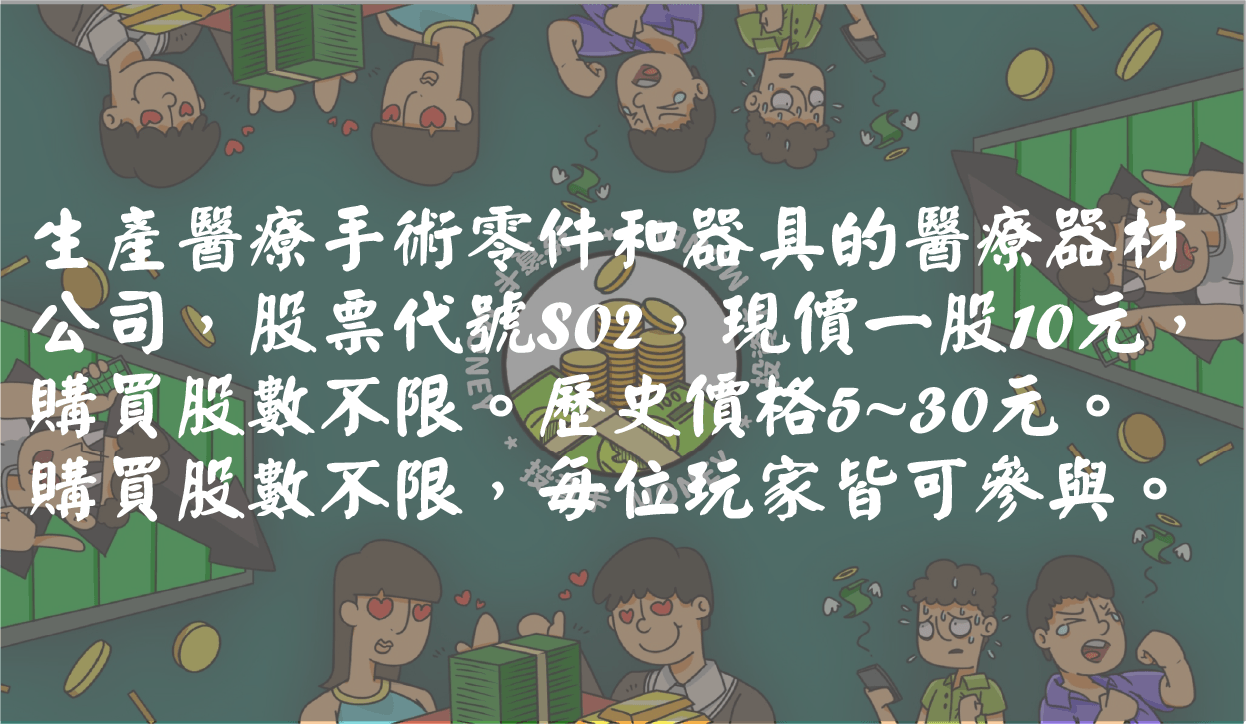 生產醫療手術零件和器具的醫療器材
公司，股票代號SO2，現價一股10元，
購買股數不限。歷史價格5~30元。
購買股數不限，每位玩家皆可參與。